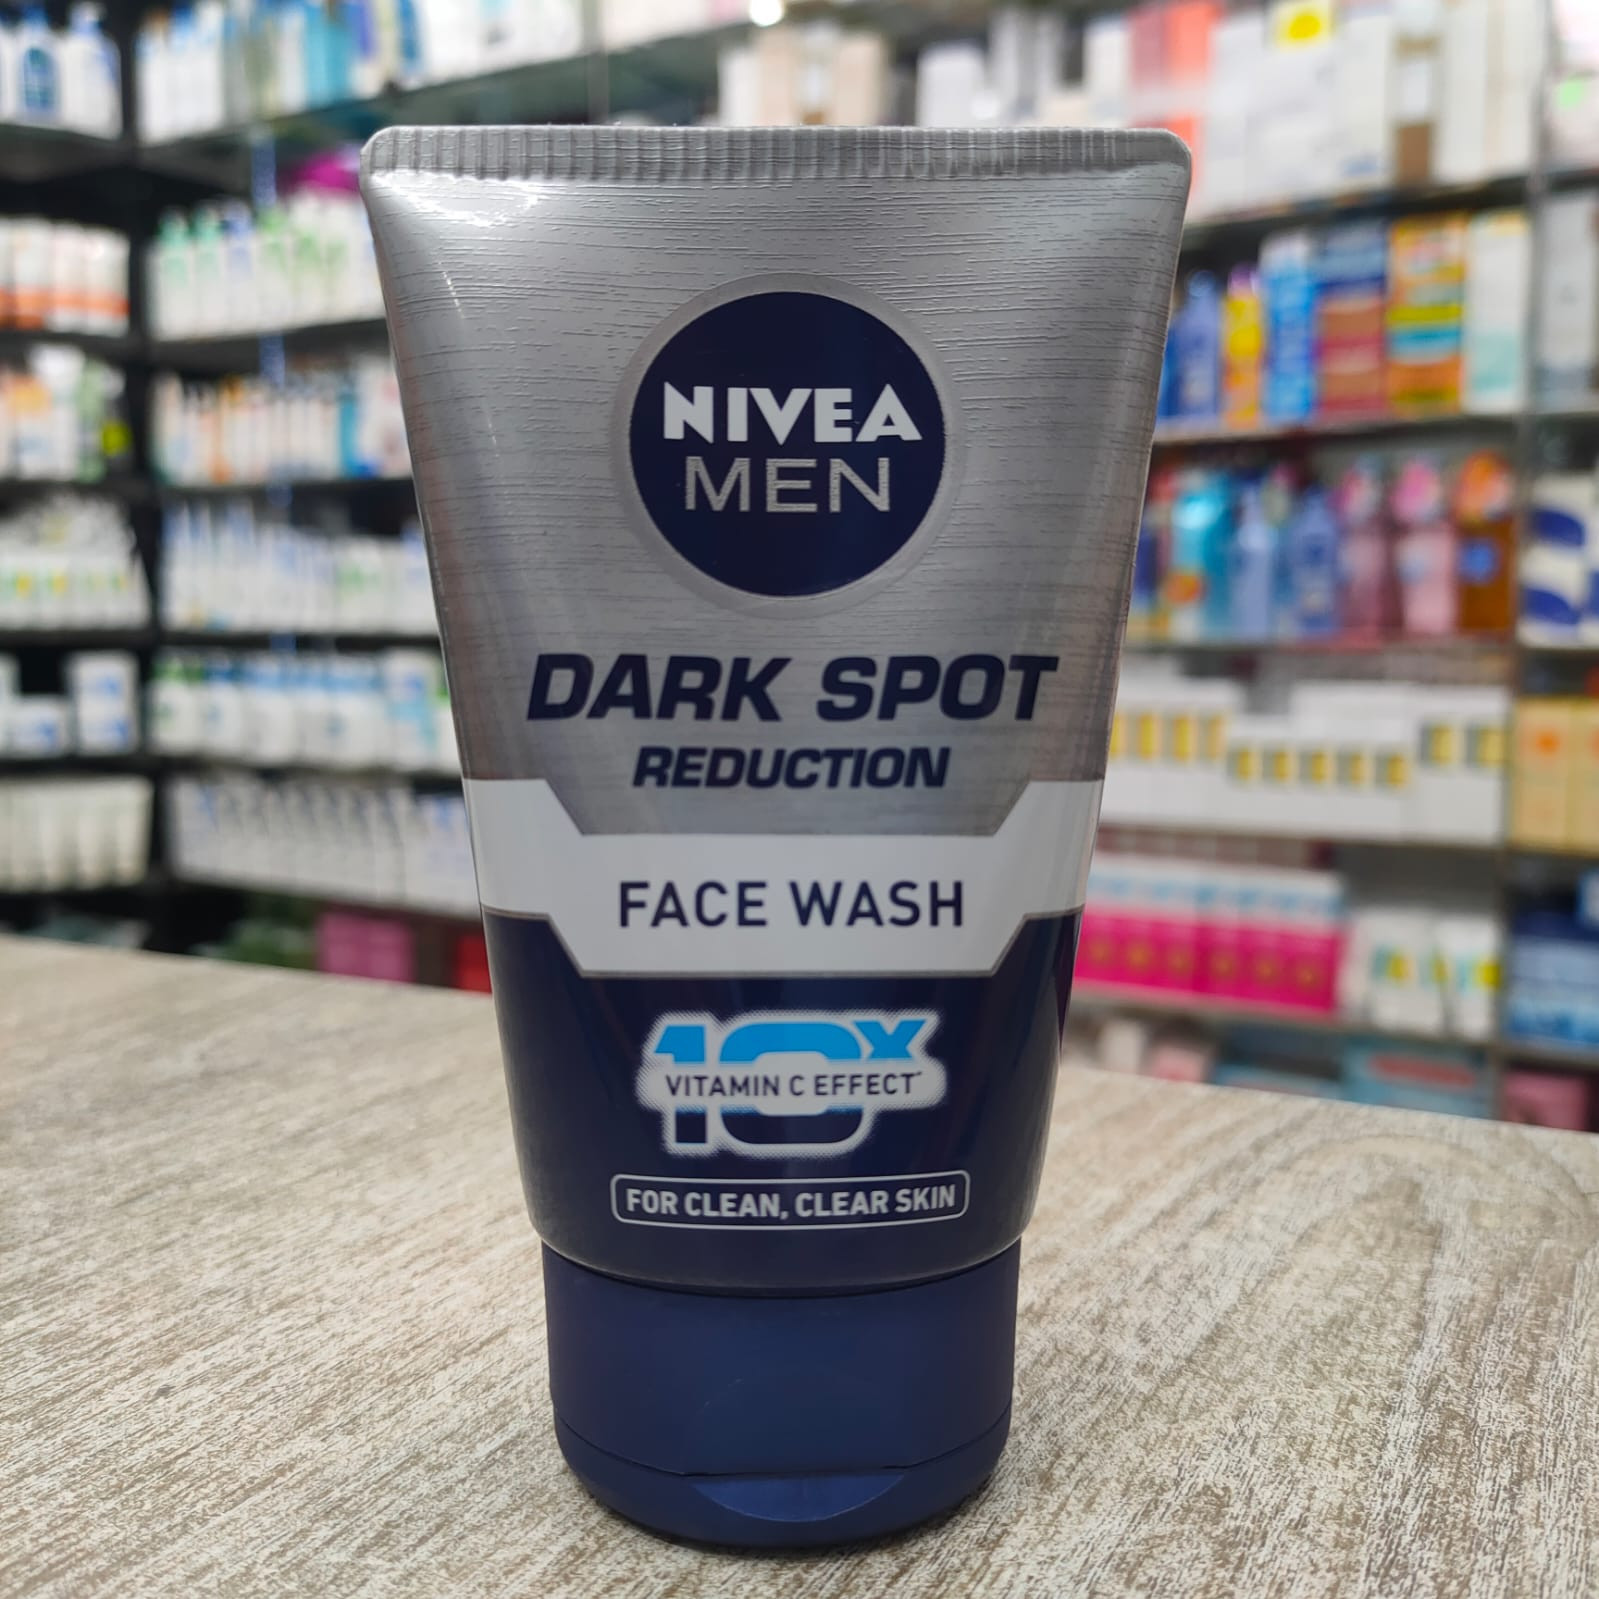 NIVEA
MEN
DARK SPOT
REDUCTION
FACE WASH
10X
VITAMIN C EFFECT*
FOR CLEAN, CLEAR SKIN